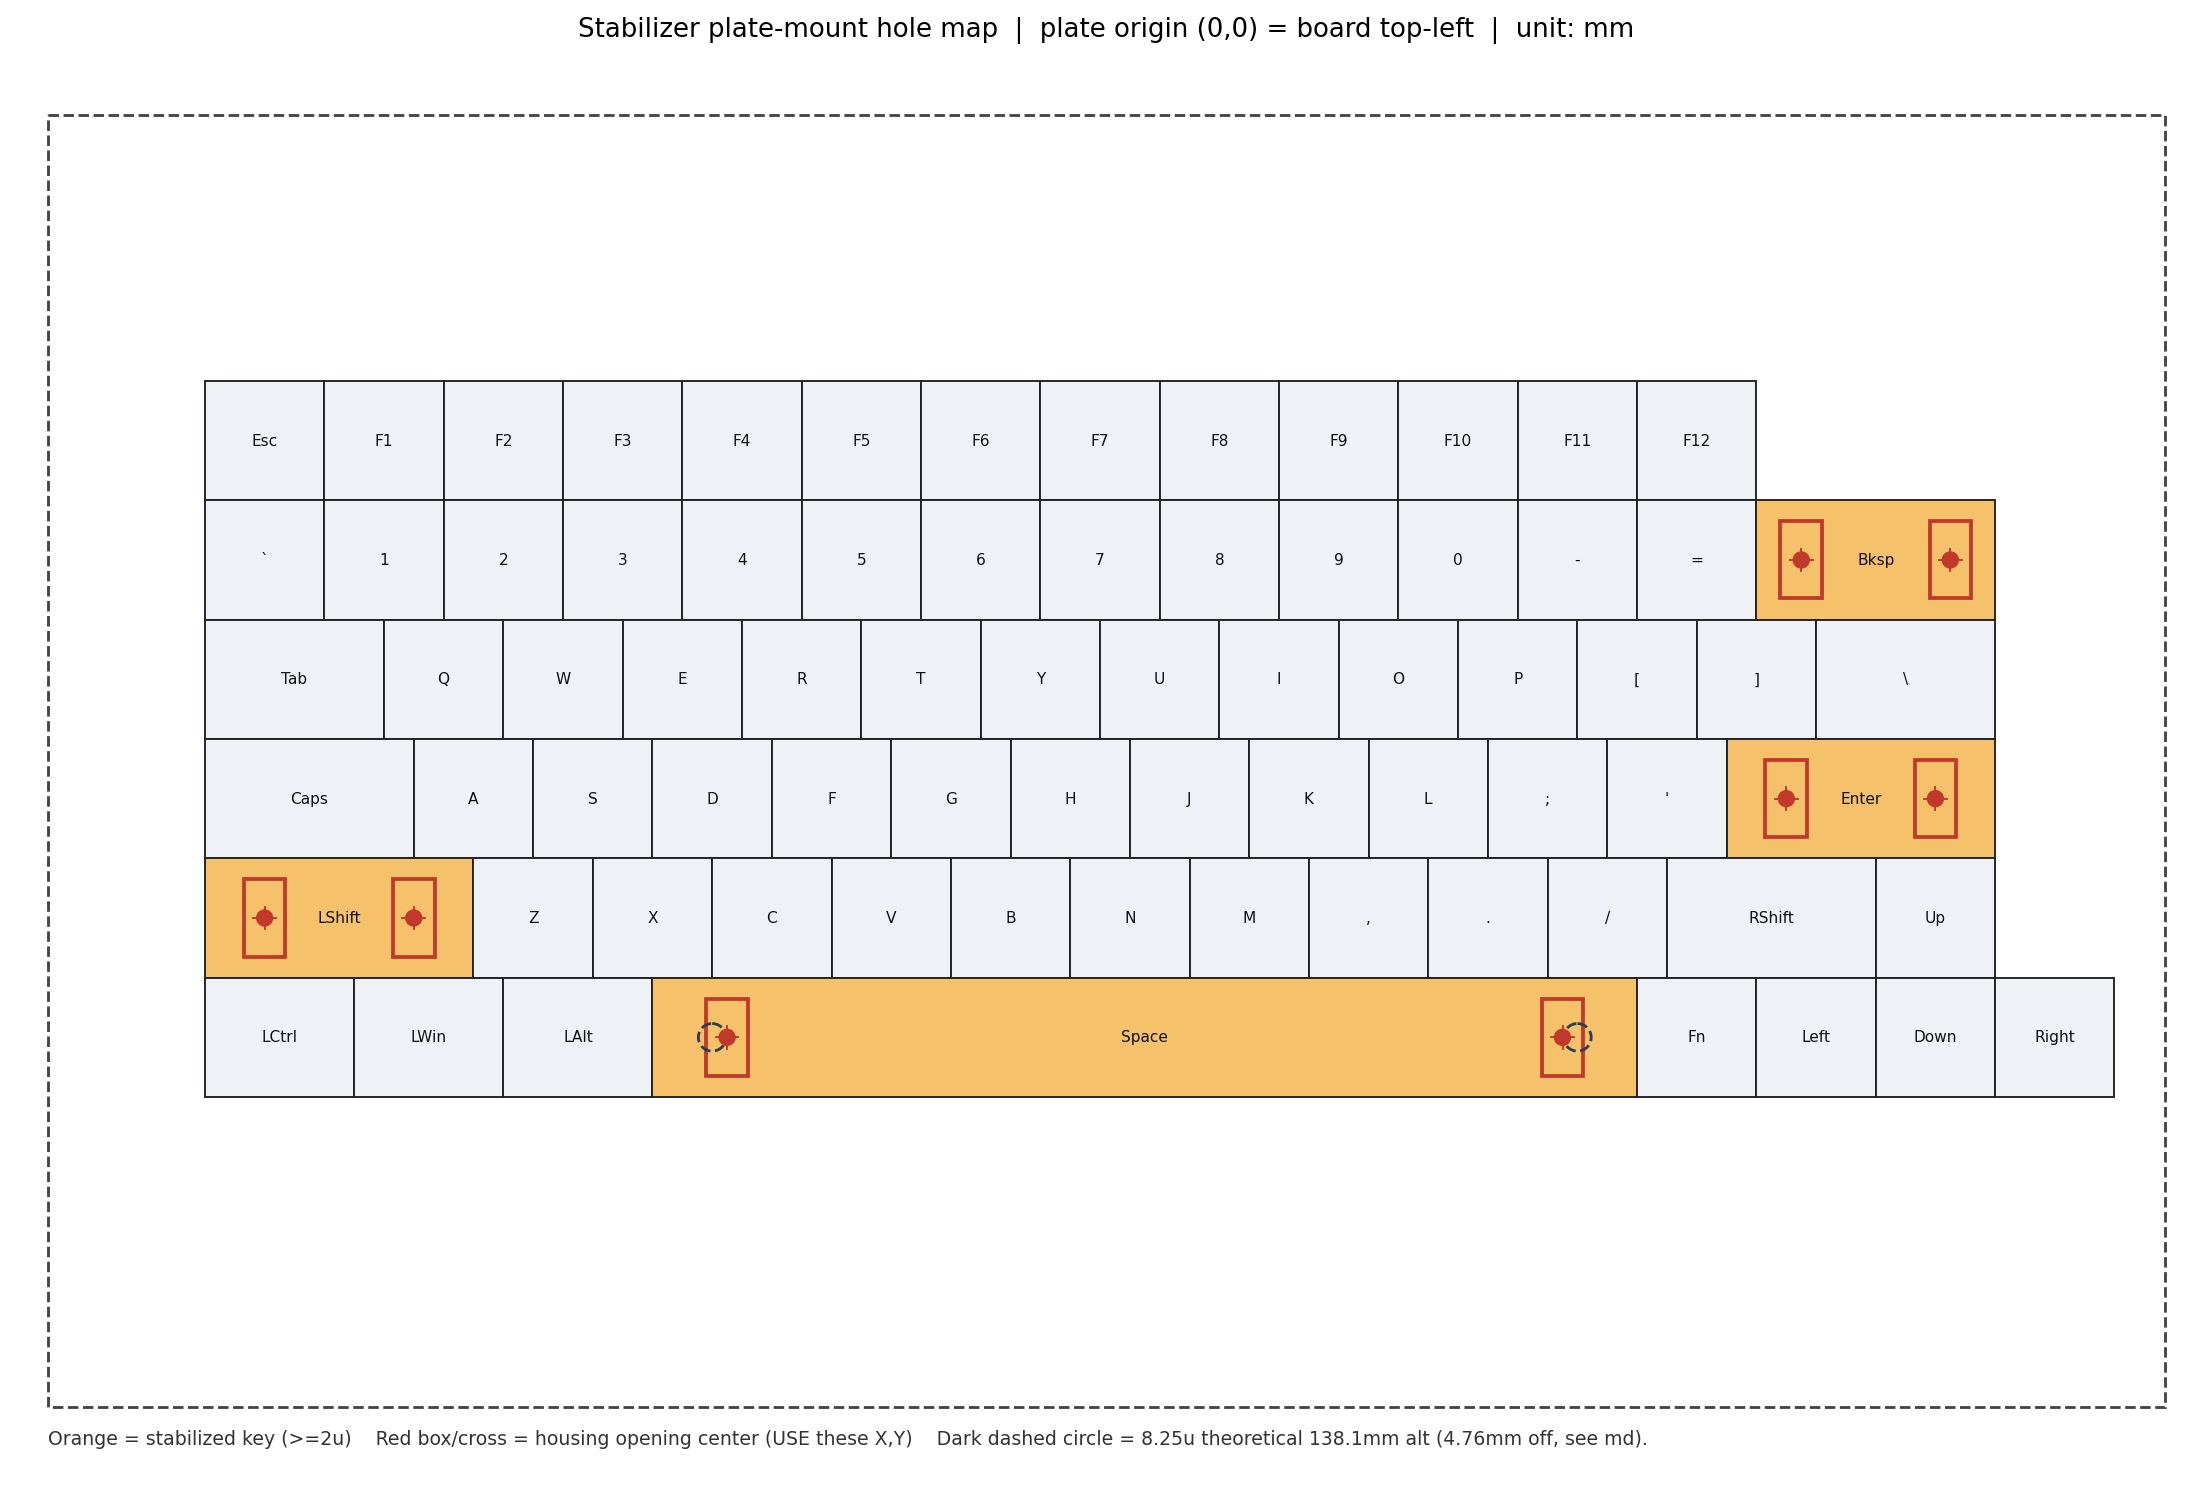 Stabilizer plate-mount hole map | plate origin (0,0) = board top-left | unit: mm
Esc F1 F2 F3 F4 F5 F6 F7 F8 F9 F10 F11 F12
` 1 2 3 4 5 6 7 8 9 0 - = Bksp
Tab Q W E R T Y U I O P [ ] \
Caps A S D F G H J K L ; ' Enter
LShift Z X C V B N M , . / RShift Up
LCtrl LWin LAlt Space Fn Left Down Right
Orange = stabilized key (>=2u) Red box/cross = housing opening center (USE these X,Y) Dark dashed circle = 8.25u theoretical 138.1mm alt (4.76mm off, see md).